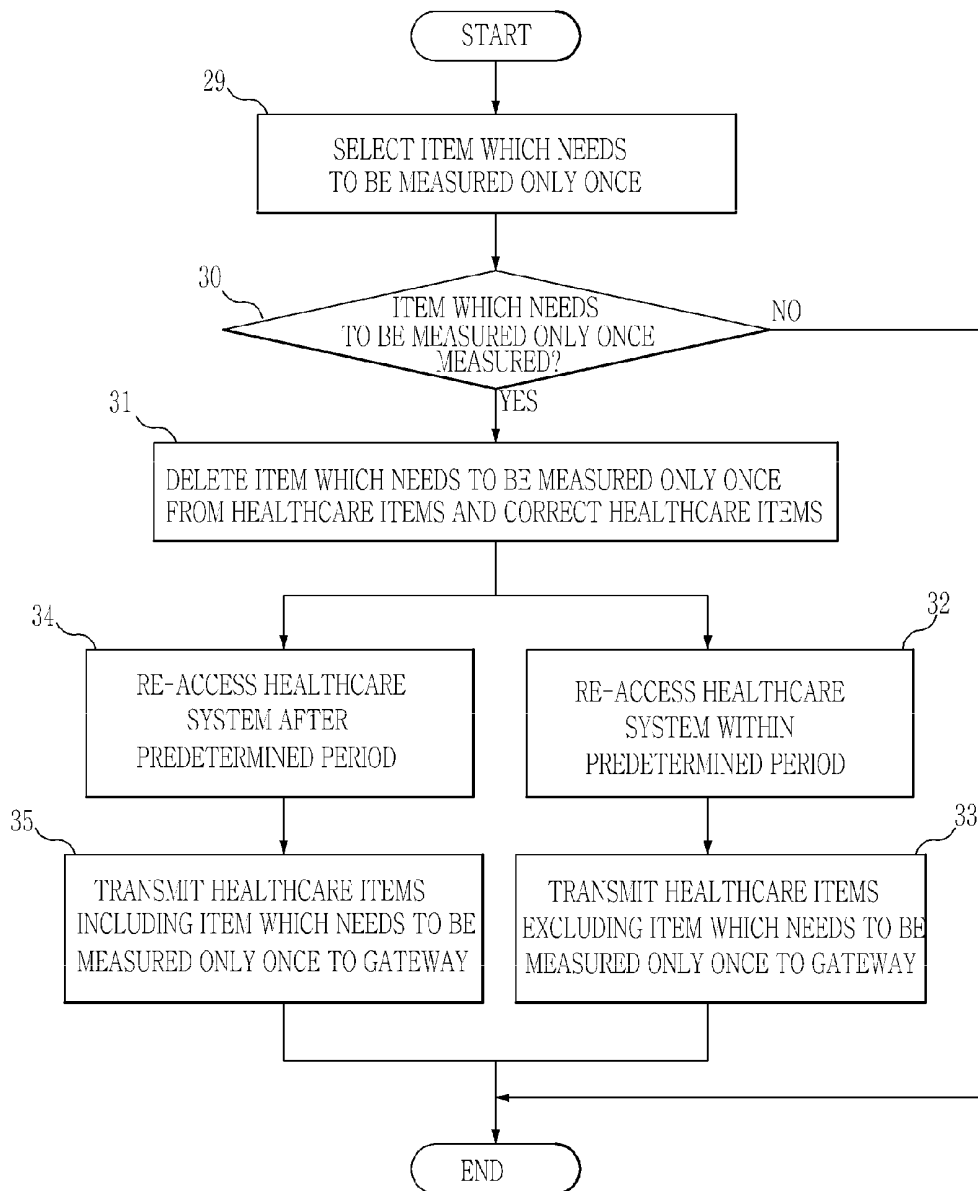 START
29
SELECT ITEM WHICH NEEDS
TO BE MEASURED ONLY ONCE
30
ITEM WHICH NEEDS
TO BE MEASURED ONLY ONCE
MEASURED?
NO
YES
31
DELETE ITEM WHICH NEEDS TO BE MEASURED ONLY ONCE
FROM HEALTHCARE ITEMS AND CORRECT HEALTHCARE ITEMS
34
RE-ACCESS HEALTHCARE
SYSTEM AFTER
PREDETERMINED PERIOD
32
RE-ACCESS HEALTHCARE
SYSTEM WITHIN
PREDETERMINED PERIOD
35
TRANSMIT HEALTHCARE ITEMS
INCLUDING ITEM WHICH NEEDS TO BE
MEASURED ONLY ONCE TO GATEWAY
33
TRANSMIT HEALTHCARE ITEMS
EXCLUDING ITEM WHICH NEEDS TO BE
MEASURED ONLY ONCE TO GATEWAY
END